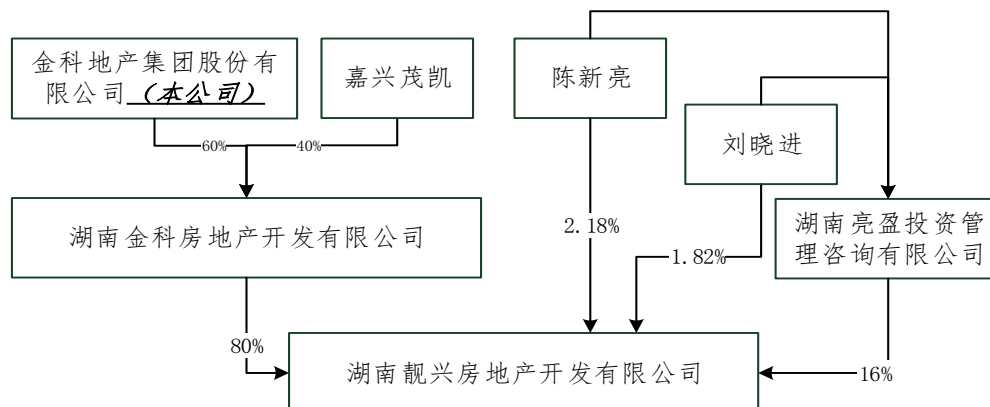 金科地产集团股份有
限公司（本公司）
嘉兴茂凯
陈新亮
刘晓进
60%
40%
湖南金科房地产开发有限公司
2.18%
1.82%
湖南亮盈投资管
理咨询有限公司
80%
湖南靓兴房地产开发有限公司
16%